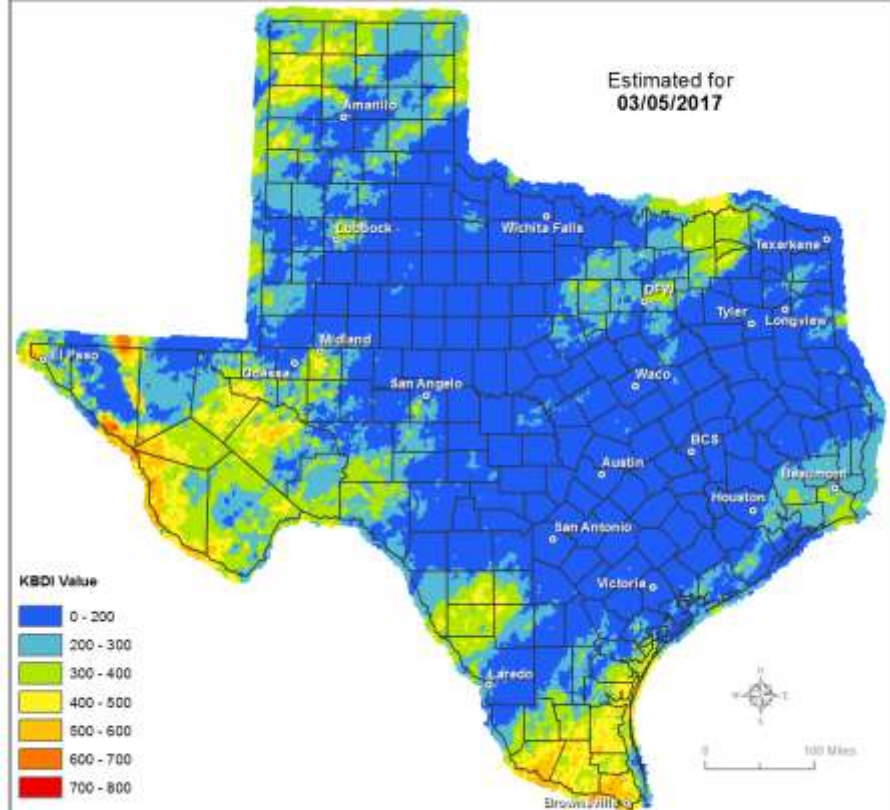 Estimated for
03/05/2017
Amarillo
Lubbock
Wichita Falls
Texarkana
DFW
Tyler
Longview
El Paso
Midland
Odessa
San Angelo
Waco
BCS
Austin
Beaumont
Houston
San Antonio
Victoria
Laredo
Brownsville
KBDI Value
0 - 200
200 - 300
300 - 400
400 - 500
500 - 600
600 - 700
700 - 800
N
W
E
S
0 100 Miles